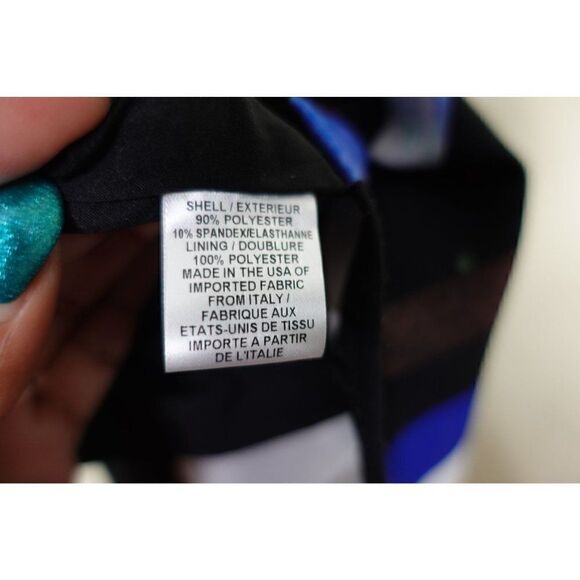 SHELL / EXTERIEUR
90% POLYESTER
10% SPANDEX/ELASTHANNE
LINING / DOUBLURE
100% POLYESTER
MADE IN THE USA OF
IMPORTED FABRIC
FROM ITALY /
FABRIQUE AUX
ETATS-UNIS DE TISSU
IMPORTE A PARTIR
DE L'ITALIE